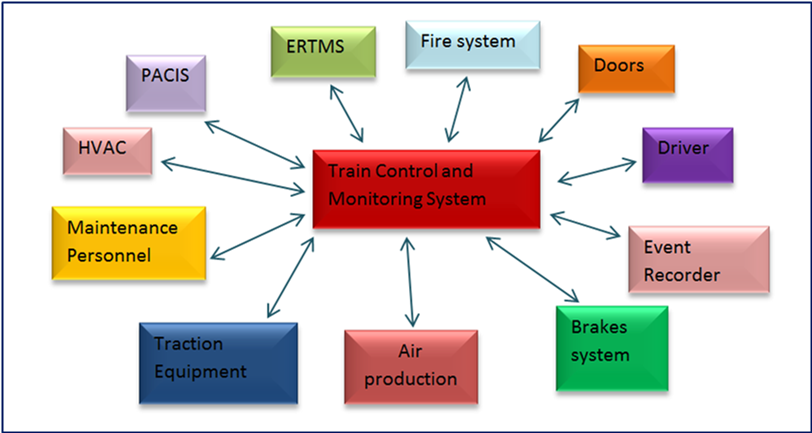 ERTMS
Fire system
Doors
PACIS
HVAC
Driver
Train Control and
Monitoring System
Maintenance
Personnel
Event
Recorder
Traction
Equipment
Air
production
Brakes
system